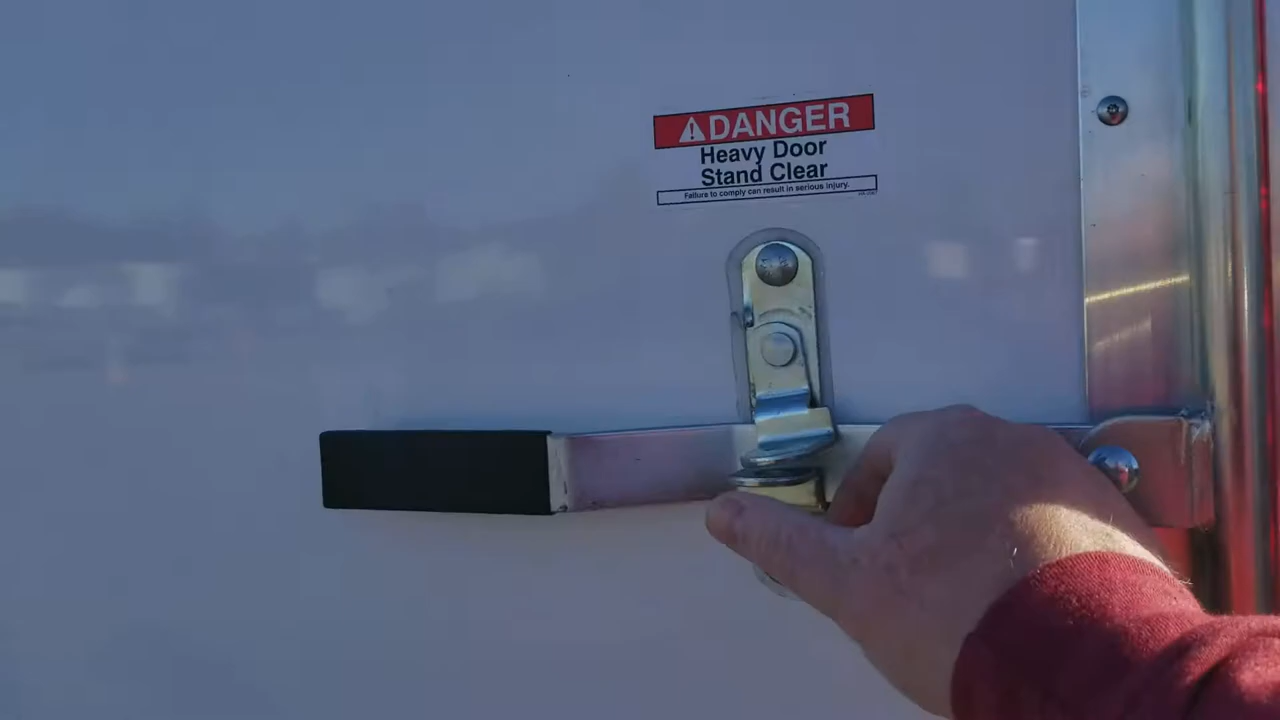 DANGER
Heavy Door
Stand Clear
Failure to comply can result in serious injury.